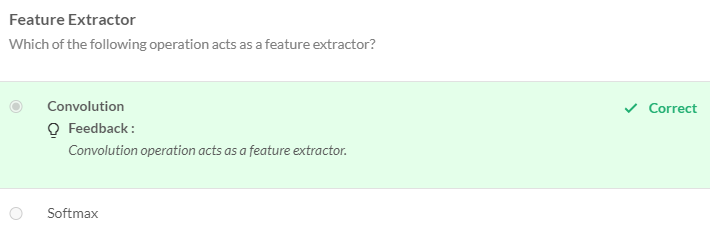 Feature Extractor
Which of the following operation acts as a feature extractor?
Convolution
Correct
Feedback :
Convolution operation acts as a feature extractor.
Softmax